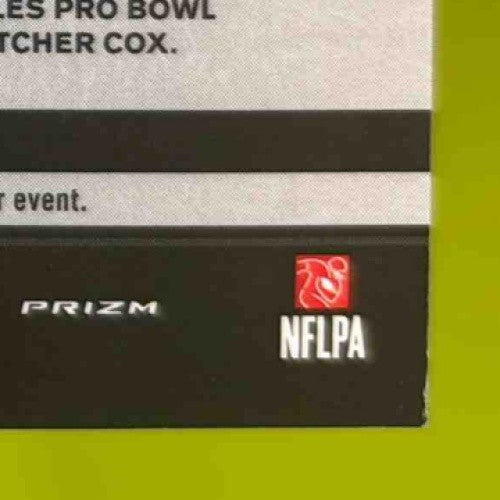 LES PRO BOWL
TCHER COX.
r event.
PRIZM
NFLPA